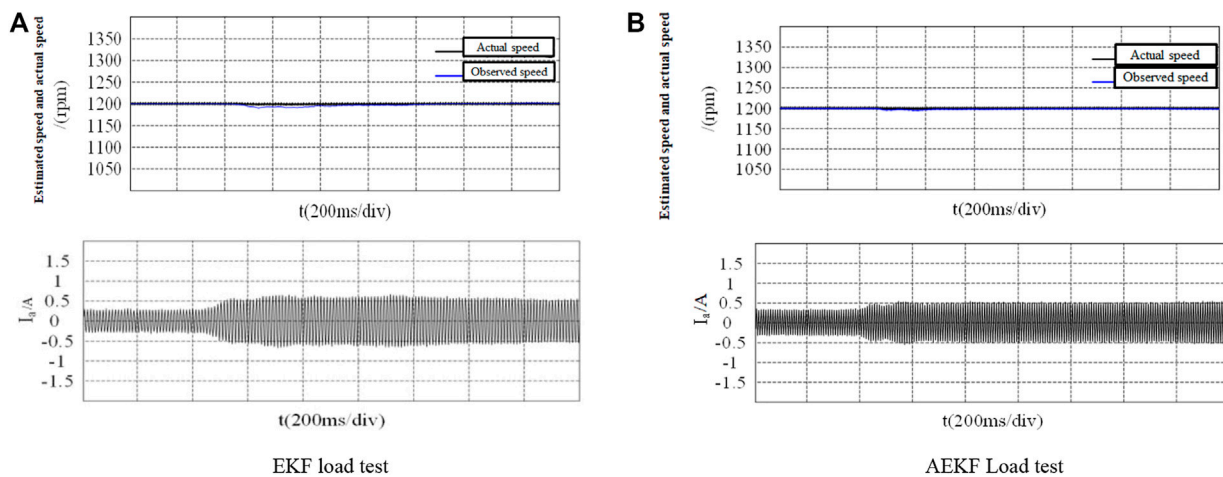 A
Estimated speed and actual speed
/(rpm)
1350
1300
1250
1200
1150
1100
1050
Actual speed
Observed speed
t(200ms/div)
Ia/A
1.5
1
0.5
0
-0.5
-1
-1.5
t(200ms/div)
EKF load test
B
Estimated speed and actual speed
/(rpm)
1350
1300
1250
1200
1150
1100
1050
Actual speed
Observed speed
t(200ms/div)
Ia/A
1.5
1
0.5
0
-0.5
-1
-1.5
t(200ms/div)
AEKF Load test